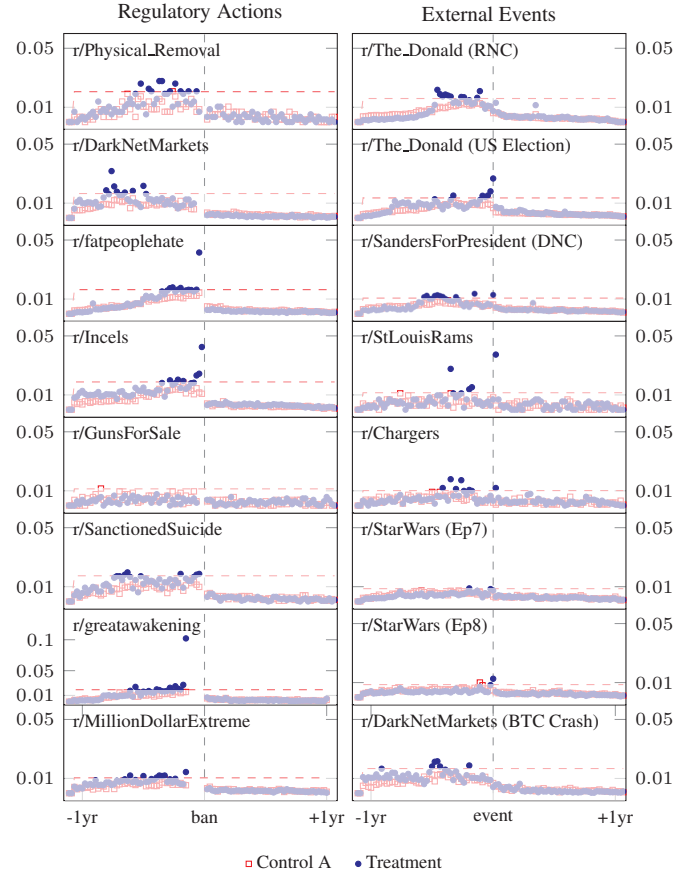 Regulatory Actions
External Events
0.05
r/Physical_Removal
r/The_Donald (RNC)
0.05
0.01
0.01
0.05
r/DarkNetMarkets
r/The_Donald (US Election)
0.05
0.01
0.01
0.05
r/fatpeoplehate
r/SandersForPresident (DNC)
0.05
0.01
0.01
0.05
r/Incels
r/StLouisRams
0.05
0.01
0.01
0.05
r/GunsForSale
r/Chargers
0.05
0.01
0.01
0.05
r/SanctionedSuicide
r/StarWars (Ep7)
0.05
0.01
0.01
0.1
r/greatawakening
r/StarWars (Ep8)
0.05
0.05
0.01
0.01
0.05
r/MillionDollarExtreme
r/DarkNetMarkets (BTC Crash)
0.05
0.01
0.01
-1yr ban +1yr
-1yr event +1yr
Control A Treatment